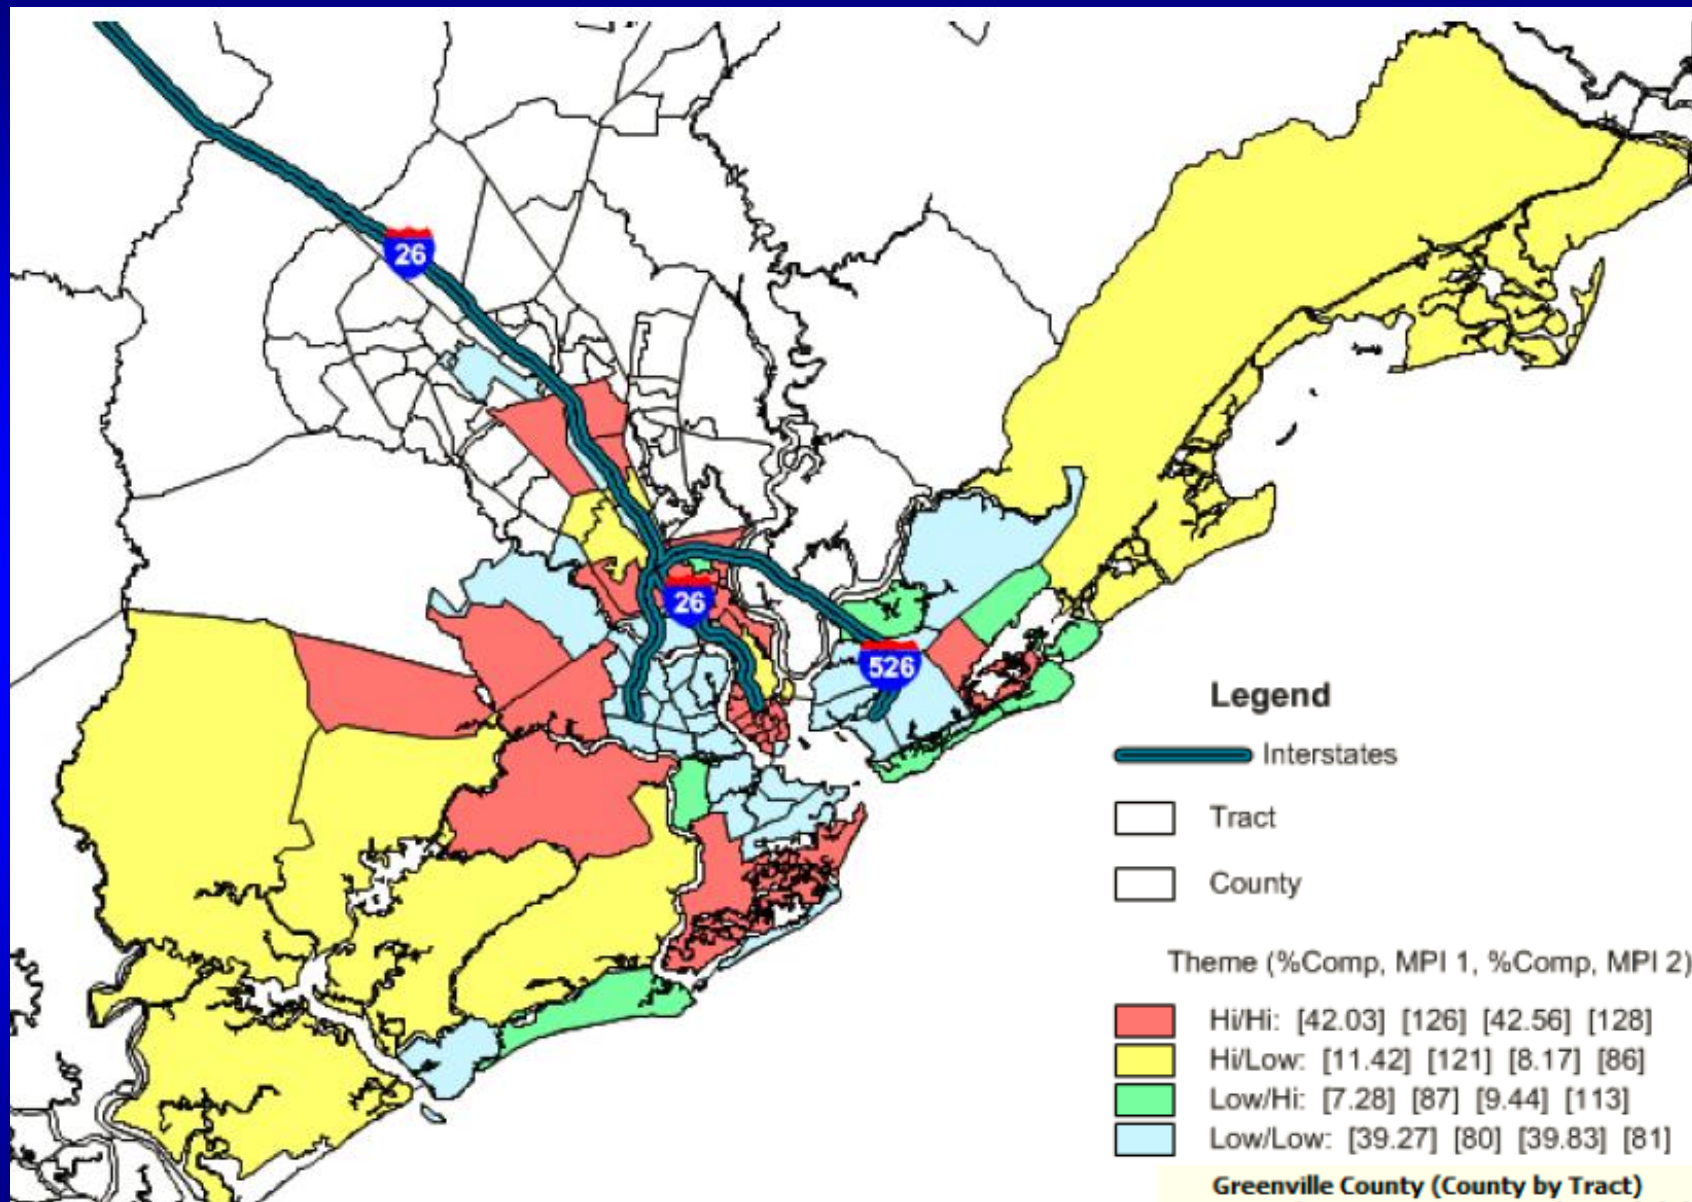 26
26
526
Legend
Interstates
Tract
County
Theme (%Comp, MPI 1, %Comp, MPI 2)
Hi/Hi: [42.03] [126] [42.56] [128]
Hi/Low: [11.42] [121] [8.17] [86]
Low/Hi: [7.28] [87] [9.44] [113]
Low/Low: [39.27] [80] [39.83] [81]
Greenville County (County by Tract)